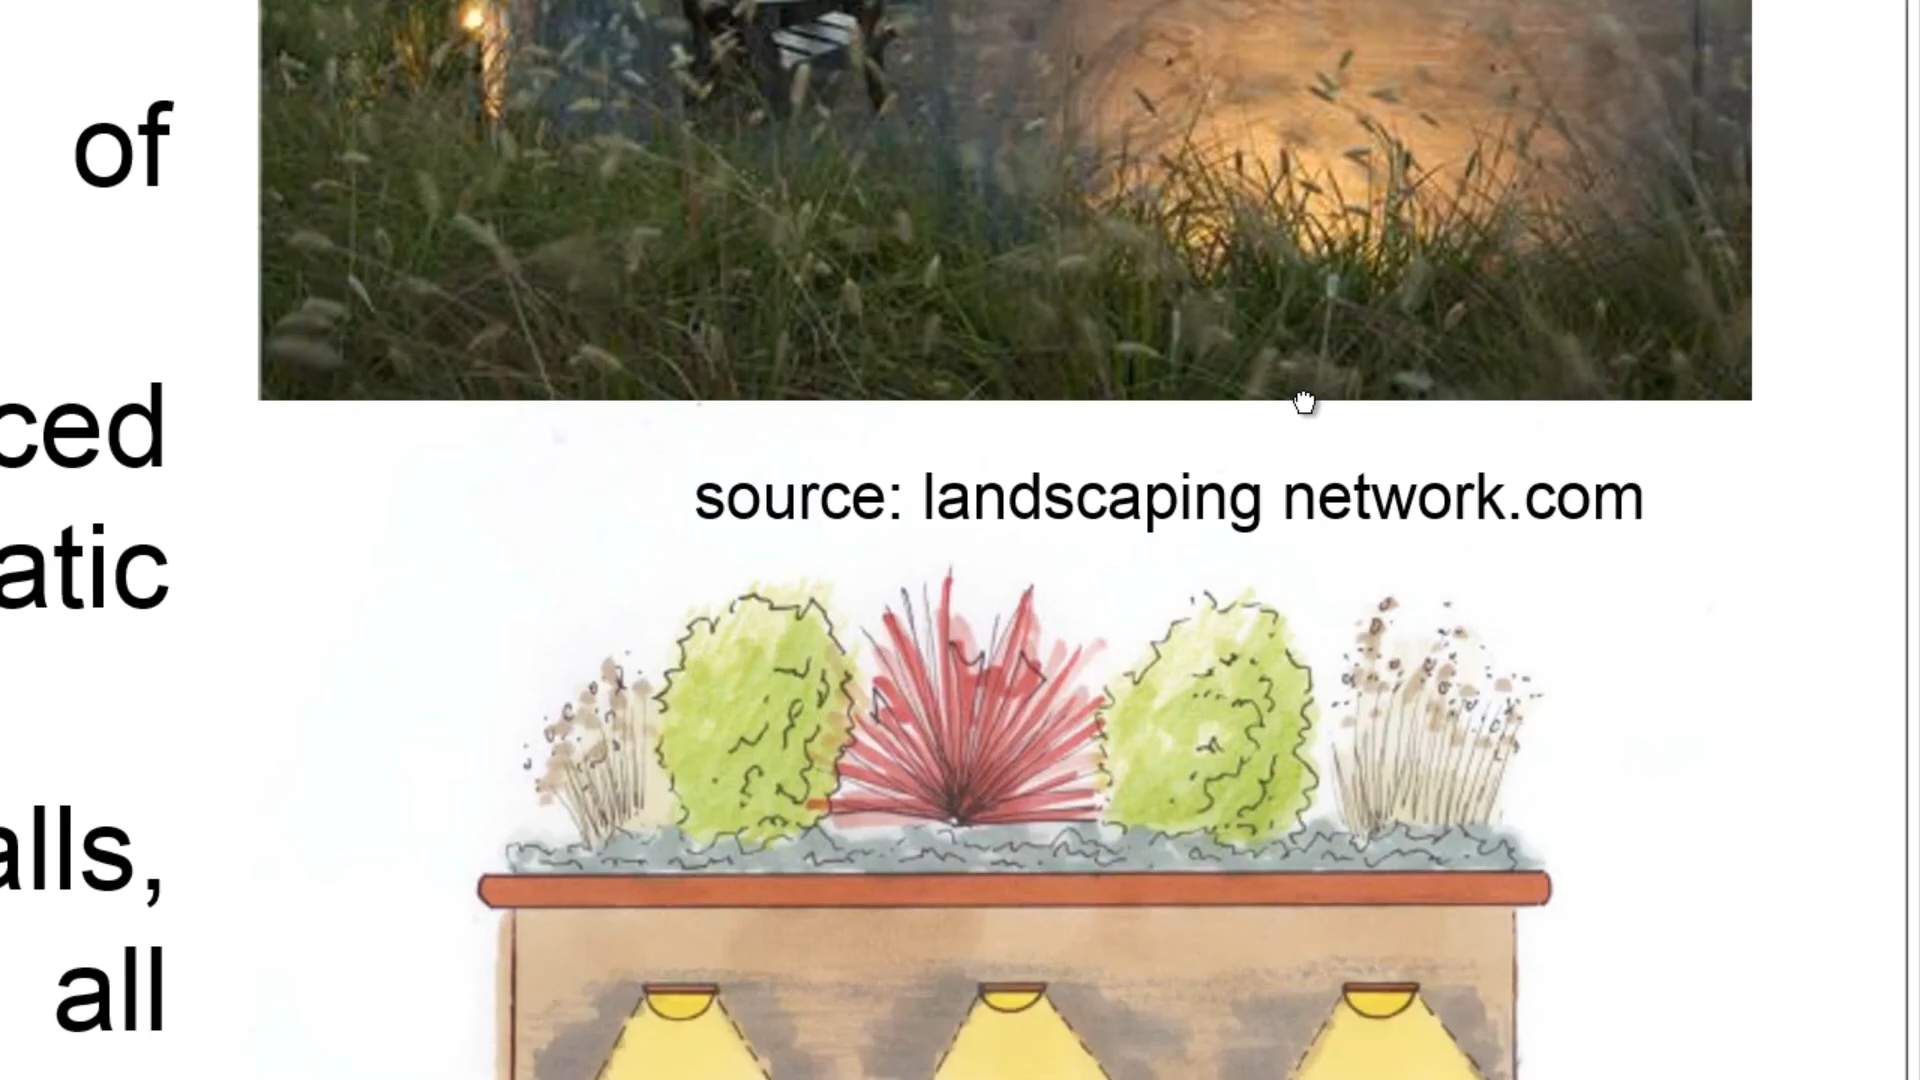 of
ced
atic
alls,
all
source: landscaping network.com